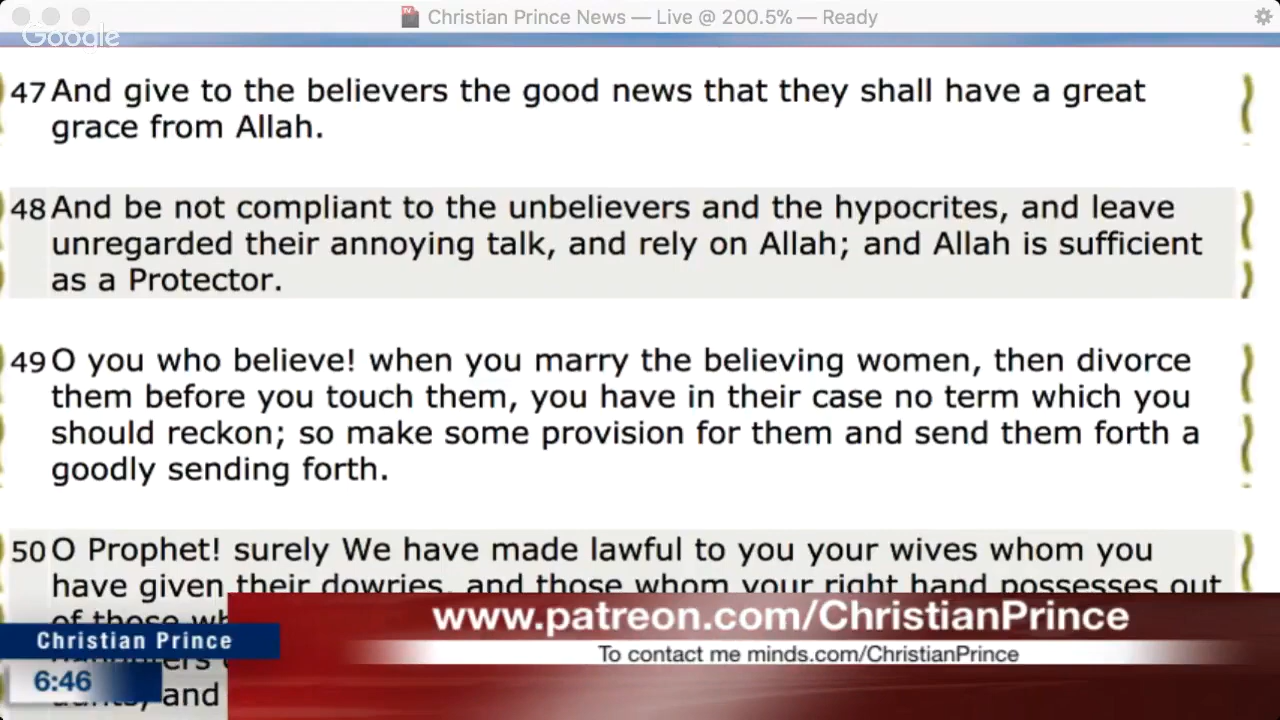 Christian Prince News — Live @ 200.5% — Ready
Google
47 And give to the believers the good news that they shall have a great
grace from Allah.
48 And be not compliant to the unbelievers and the hypocrites, and leave
unregarded their annoying talk, and rely on Allah; and Allah is sufficient
as a Protector.
49 O you who believe! when you marry the believing women, then divorce
them before you touch them, you have in their case no term which you
should reckon; so make some provision for them and send them forth a
goodly sending forth.
50 O Prophet! surely We have made lawful to you your wives whom you
have given their dowries, and those whom your right hand possesses out
of those
and
www.patreon.com/ChristianPrince
To contact me minds.com/ChristianPrince
Christian Prince
6:46